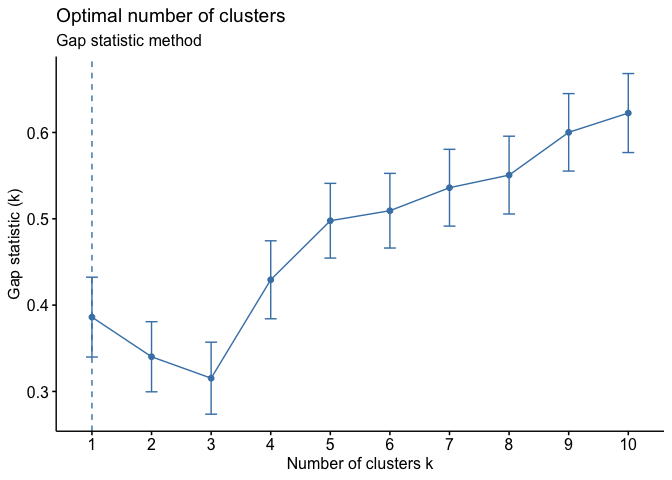 Optimal number of clusters
Gap statistic method
Gap statistic (k)
0.6
0.5
0.4
0.3
1 2 3 4 5 6 7 8 9 10
Number of clusters k